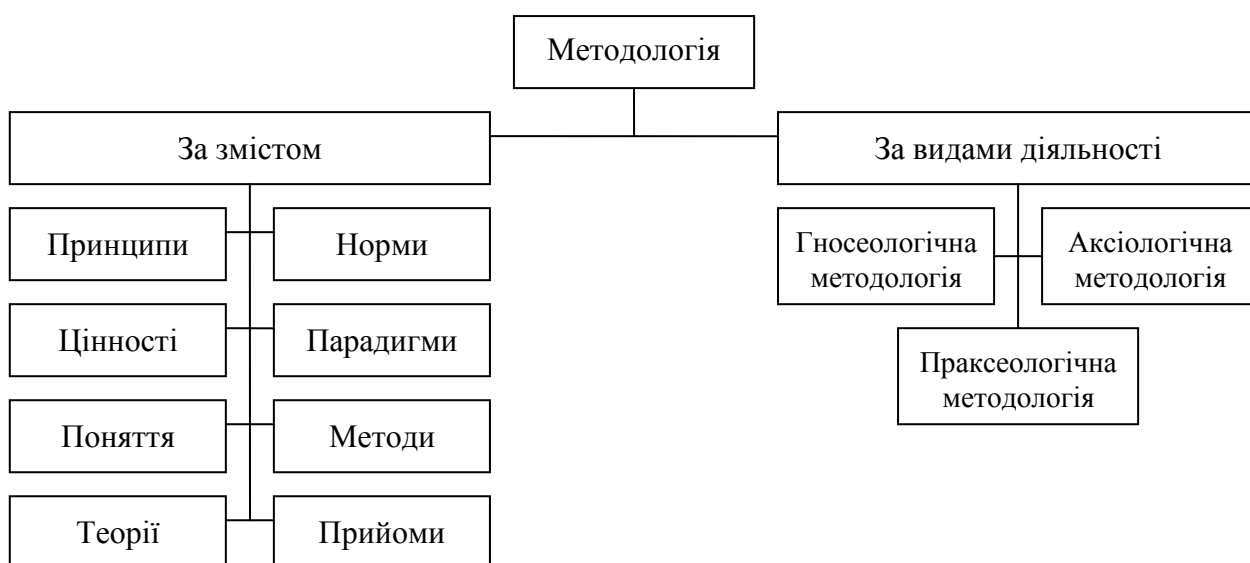 Методологія
За змістом
За видами діяльності
Принципи
Норми
Гносеологічна
методологія
Аксіологічна
методологія
Цінності
Парадигми
Праксеологічна
методологія
Поняття
Методи
Теорії
Прийоми